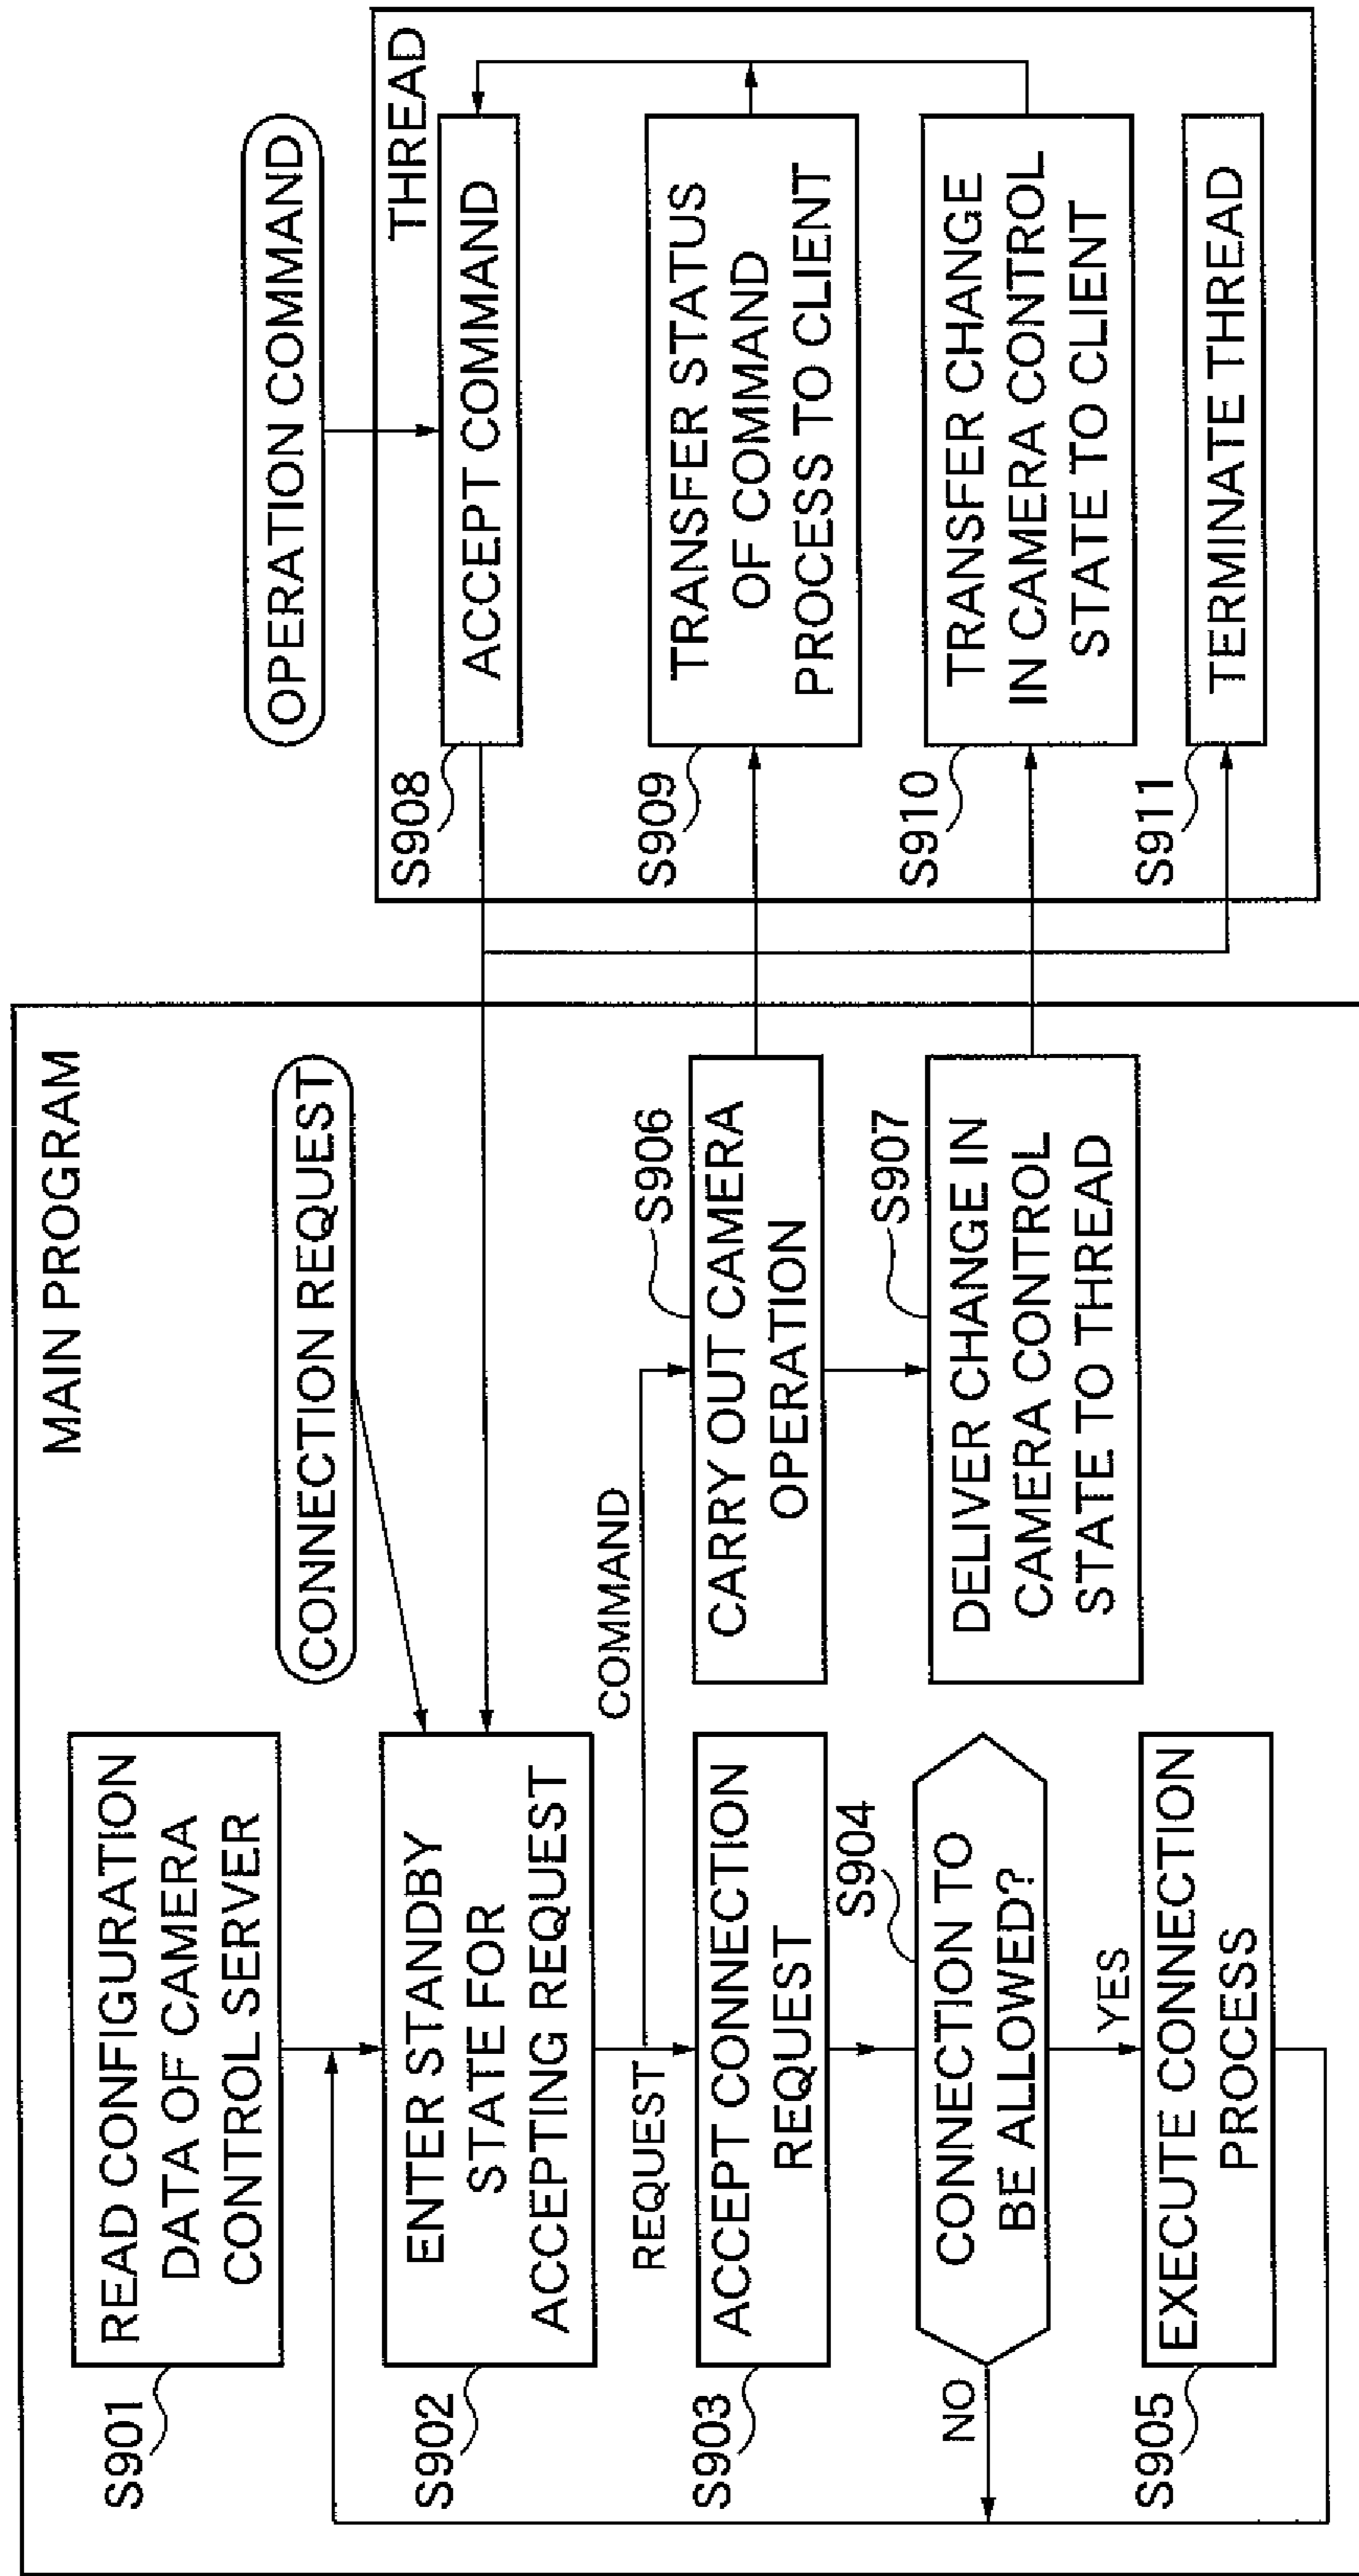 MAIN PROGRAM
S901
READ CONFIGURATION
DATA OF CAMERA
CONTROL SERVER
CONNECTION REQUEST
S902
ENTER STANDBY
STATE FOR
ACCEPTING REQUEST
REQUEST
COMMAND
S903
ACCEPT CONNECTION
REQUEST
S904
CONNECTION TO
BE ALLOWED?
NO
YES
S905
EXECUTE CONNECTION
PROCESS
S906
CARRY OUT CAMERA
OPERATION
S907
DELIVER CHANGE IN
CAMERA CONTROL
STATE TO THREAD
OPERATION COMMAND
THREAD
S908
ACCEPT COMMAND
S909
TRANSFER STATUS
OF COMMAND
PROCESS TO CLIENT
S910
TRANSFER CHANGE
IN CAMERA CONTROL
STATE TO CLIENT
S911
TERMINATE THREAD